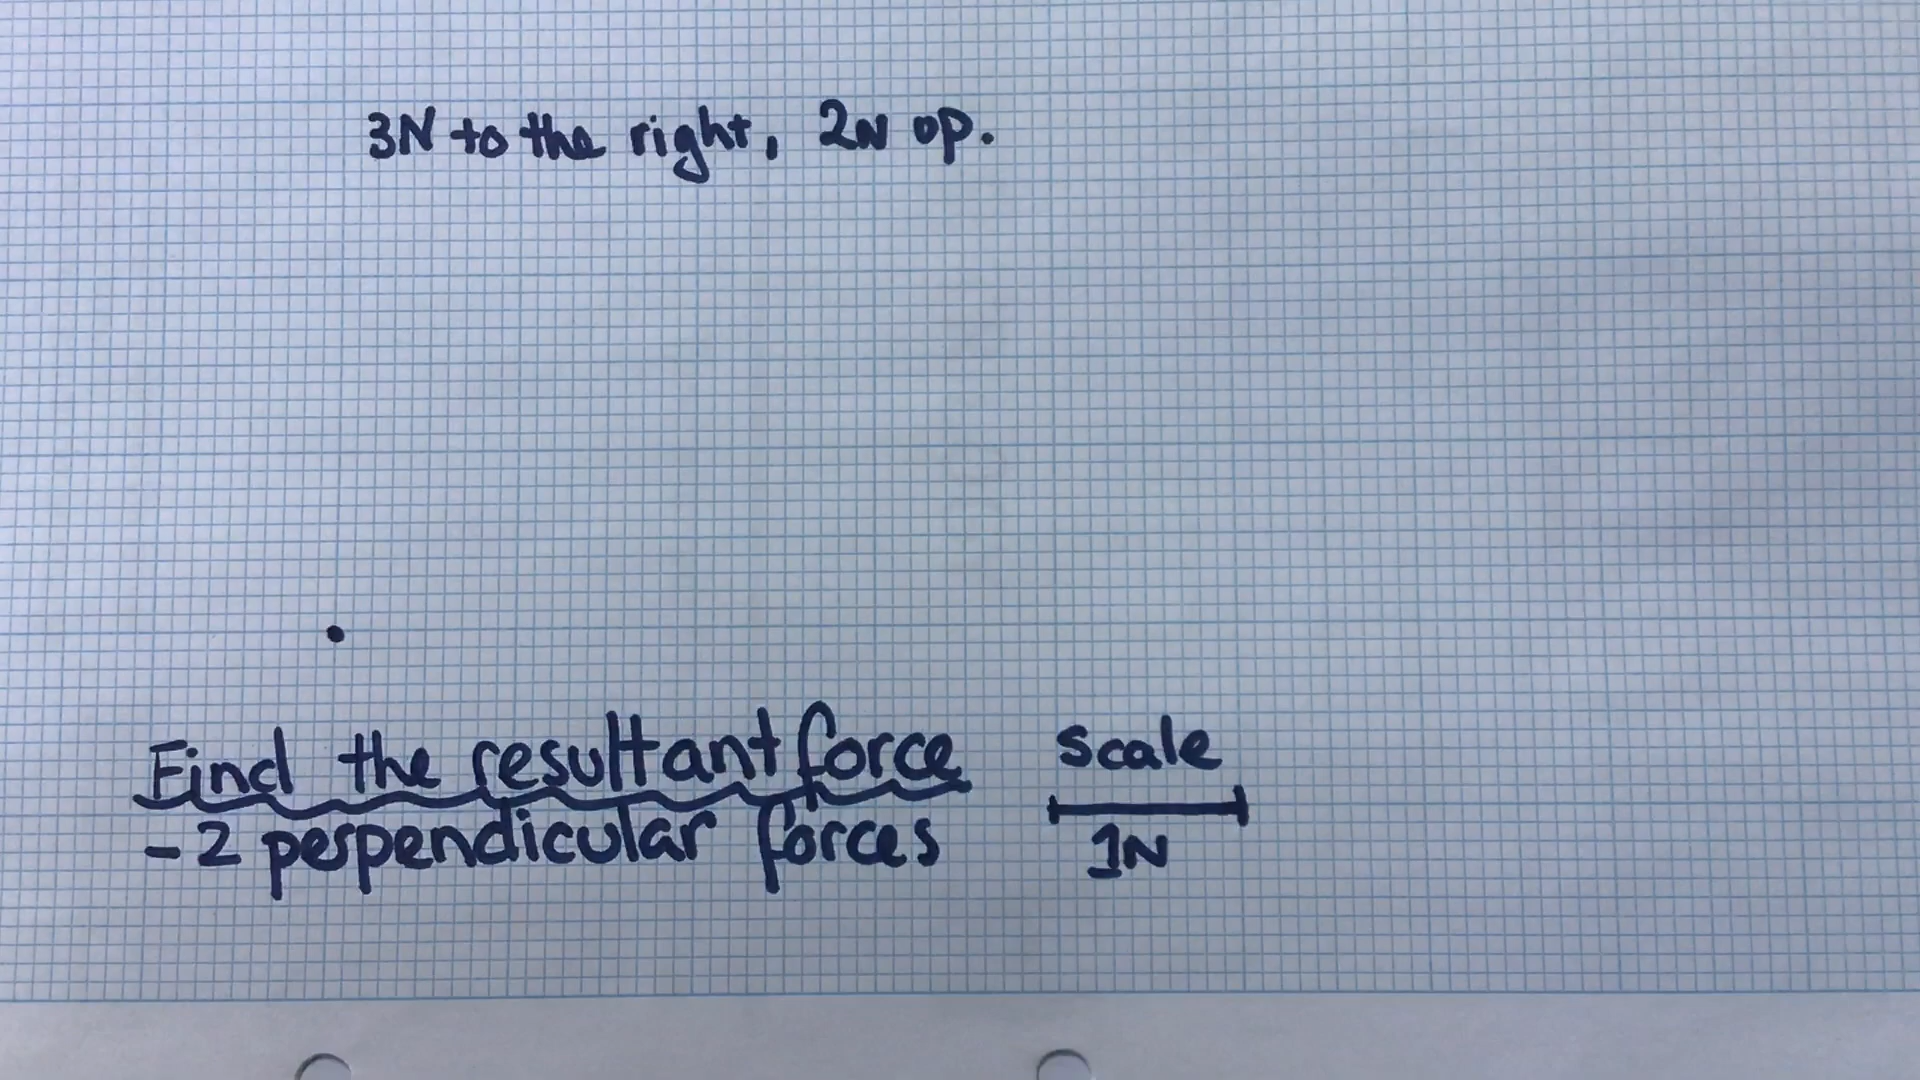 3N to the right, 2N up.
Find the resultant force
- 2 perpendicular forces
Scale
1N